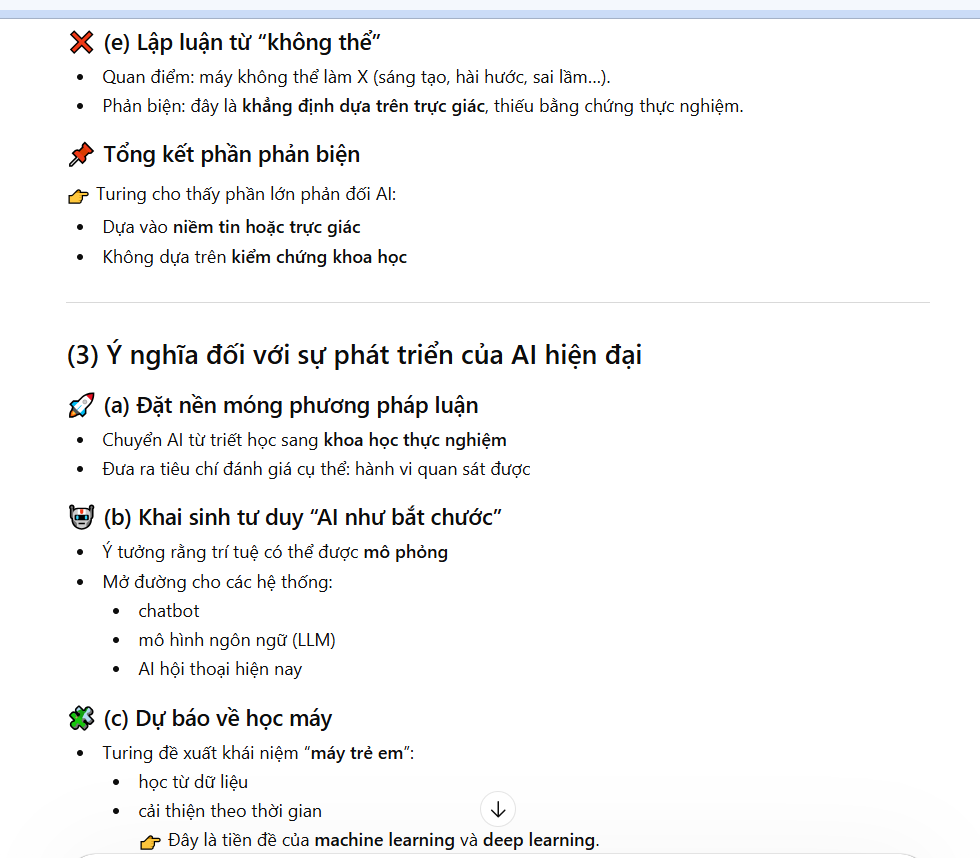 (e) Lập luận từ “không thể”
Quan điểm: máy không thể làm X (sáng tạo, hài hước, sai lầm…).
Phản biện: đây là khẳng định dựa trên trực giác, thiếu bằng chứng thực nghiệm.
Tổng kết phần phản biện
Turing cho thấy phần lớn phản đối AI:
Dựa vào niềm tin hoặc trực giác
Không dựa trên kiểm chứng khoa học
(3) Ý nghĩa đối với sự phát triển của AI hiện đại
(a) Đặt nền móng phương pháp luận
Chuyển AI từ triết học sang khoa học thực nghiệm
Đưa ra tiêu chí đánh giá cụ thể: hành vi quan sát được
(b) Khai sinh tư duy “AI như bắt chước”
Ý tưởng rằng trí tuệ có thể được mô phỏng
Mở đường cho các hệ thống:
chatbot
mô hình ngôn ngữ (LLM)
AI hội thoại hiện nay
(c) Dự báo về học máy
Turing đề xuất khái niệm “máy trẻ em”:
học từ dữ liệu
cải thiện theo thời gian
Đây là tiền đề của machine learning và deep learning.